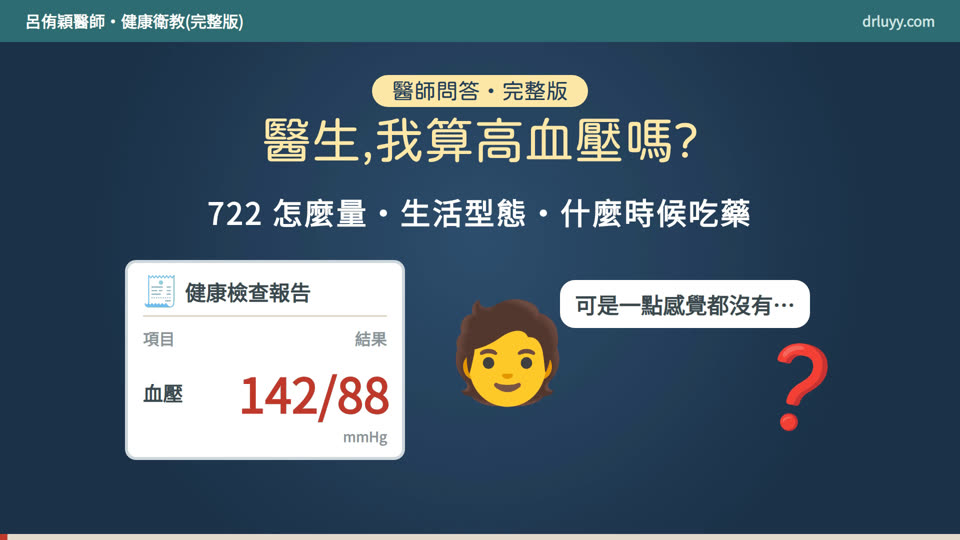 呂侑穎醫師・健康衛教(完整版)
drluyy.com
醫師問答・完整版
醫生,我算高血壓嗎?
722 怎麼量・生活型態・什麼時候吃藥
健康檢查報告
項目 結果
血壓 142/88
mmHg
可是一點感覺都沒有⋯